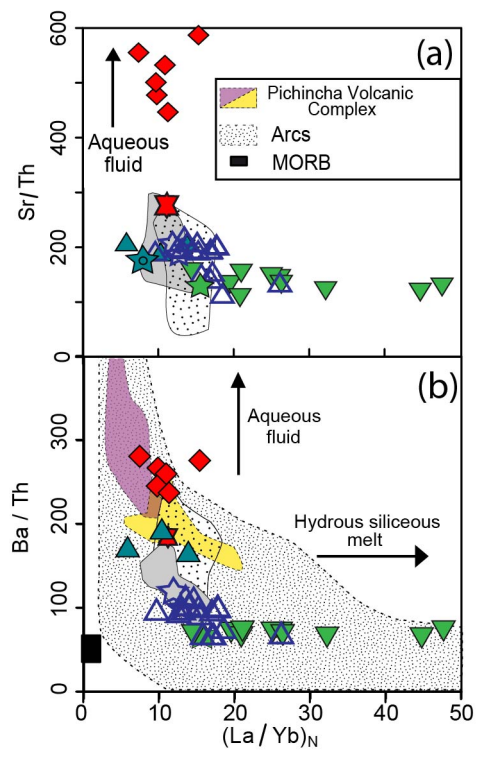 600
(a)
Pichincha Volcanic
Complex
Aqueous
fluid
Arcs
400
MORB
Sr/Th
200
0
(b)
Aqueous
fluid
300
Hydrous siliceous
melt
200
Ba / Th
100
0
0 10 20 30 40 50
(La / Yb)N